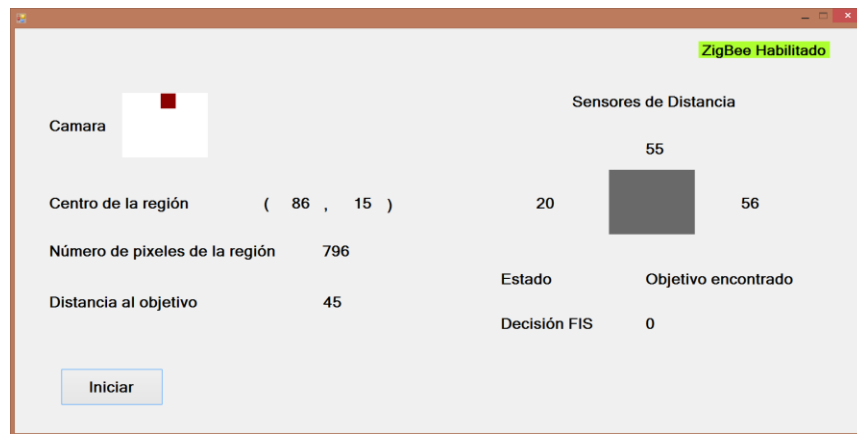 ZigBee Habilitado
Camara
Sensores de Distancia
55
20
56
Centro de la región ( 86 , 15 )
Número de pixeles de la región 796
Distancia al objetivo 45
Estado Objetivo encontrado
Decisión FIS 0
Iniciar